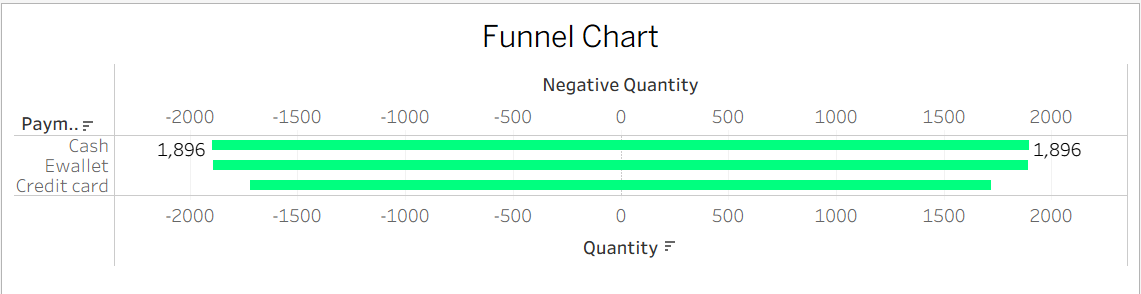 Funnel Chart
Negative Quantity
-2000 -1500 -1000 -500 0 500 1000 1500 2000
Paym..
Cash
1,896 1,896
Ewallet
Credit card
-2000 -1500 -1000 -500 0 500 1000 1500 2000
Quantity